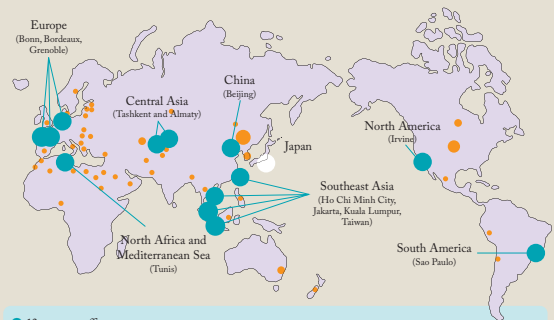 Europe
(Bonn, Bordeaux,
Grenoble)
Central Asia
(Tashkent and Almaty)
China
(Beijing)
Japan
North America
(Irvine)
Southeast Asia
(Ho Chi Minh City,
Jakarta, Kuala Lumpur,
Taiwan)
North Africa and
Mediterranean Sea
(Tunis)
South America
(Sao Paulo)